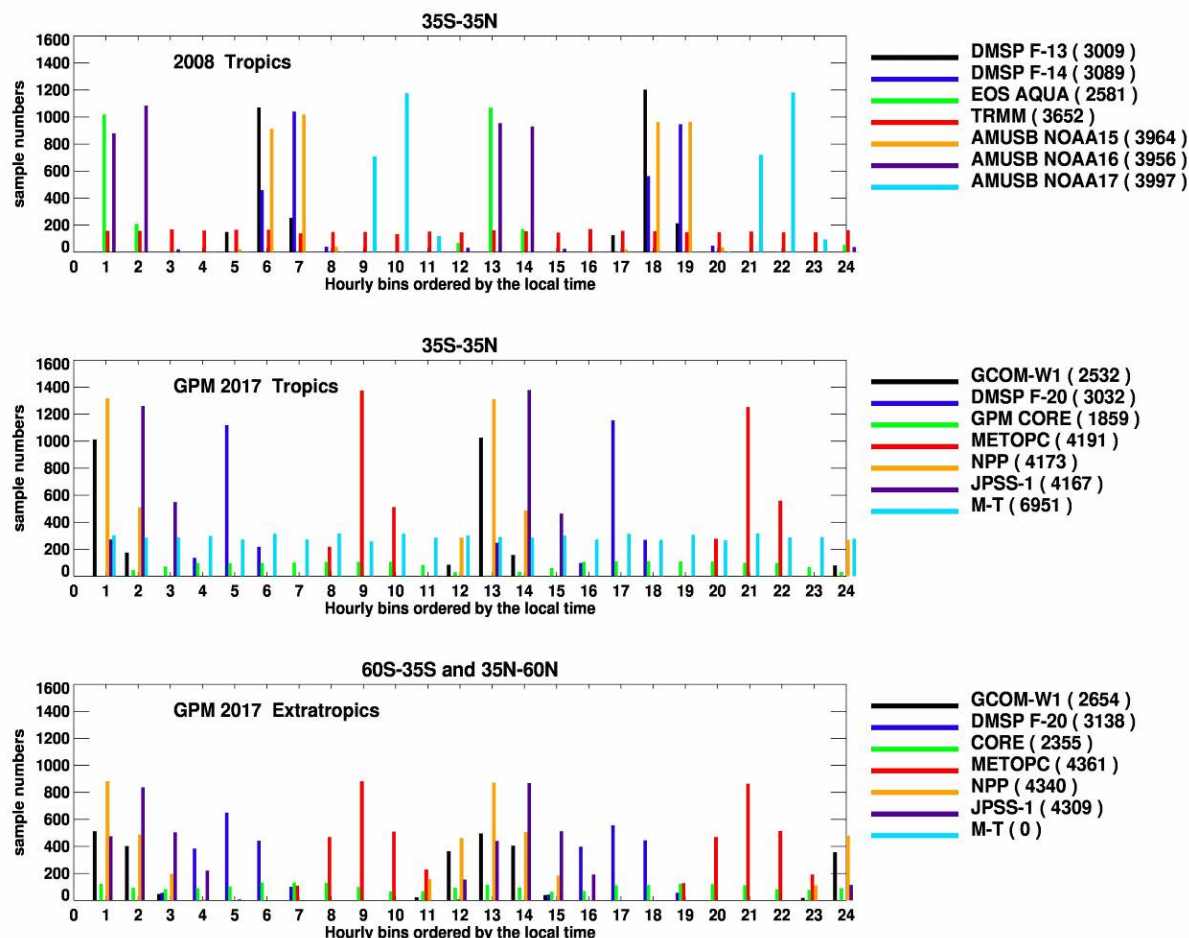 35S-35N
1600
1400
1200
1000
800
600
400
200
0
sample numbers
2008 Tropics
0 1 2 3 4 5 6 7 8 9 10 11 12 13 14 15 16 17 18 19 20 21 22 23 24
Hourly bins ordered by the local time
DMSP F-13 ( 3009)
DMSP F-14 ( 3089)
EOS AQUA ( 2581)
TRMM ( 3652)
AMUSB NOAA15 ( 3964)
AMUSB NOAA16 ( 3956)
AMUSB NOAA17 ( 3997)
35S-35N
1600
1400
1200
1000
800
600
400
200
0
sample numbers
GPM 2017 Tropics
0 1 2 3 4 5 6 7 8 9 10 11 12 13 14 15 16 17 18 19 20 21 22 23 24
Hourly bins ordered by the local time
GCOM-W1 ( 2532)
DMSP F-20 ( 3032)
GPM CORE ( 1859)
METOPC ( 4191)
NPP ( 4173)
JPSS-1 ( 4167)
M-T ( 6951)
60S-35S and 35N-60N
1600
1400
1200
1000
800
600
400
200
0
sample numbers
GPM 2017 Extratropics
0 1 2 3 4 5 6 7 8 9 10 11 12 13 14 15 16 17 18 19 20 21 22 23 24
Hourly bins ordered by the local time
GCOM-W1 ( 2654)
DMSP F-20 ( 3138)
CORE ( 2355)
METOPC ( 4361)
NPP ( 4340)
JPSS-1 ( 4309)
M-T ( 0)